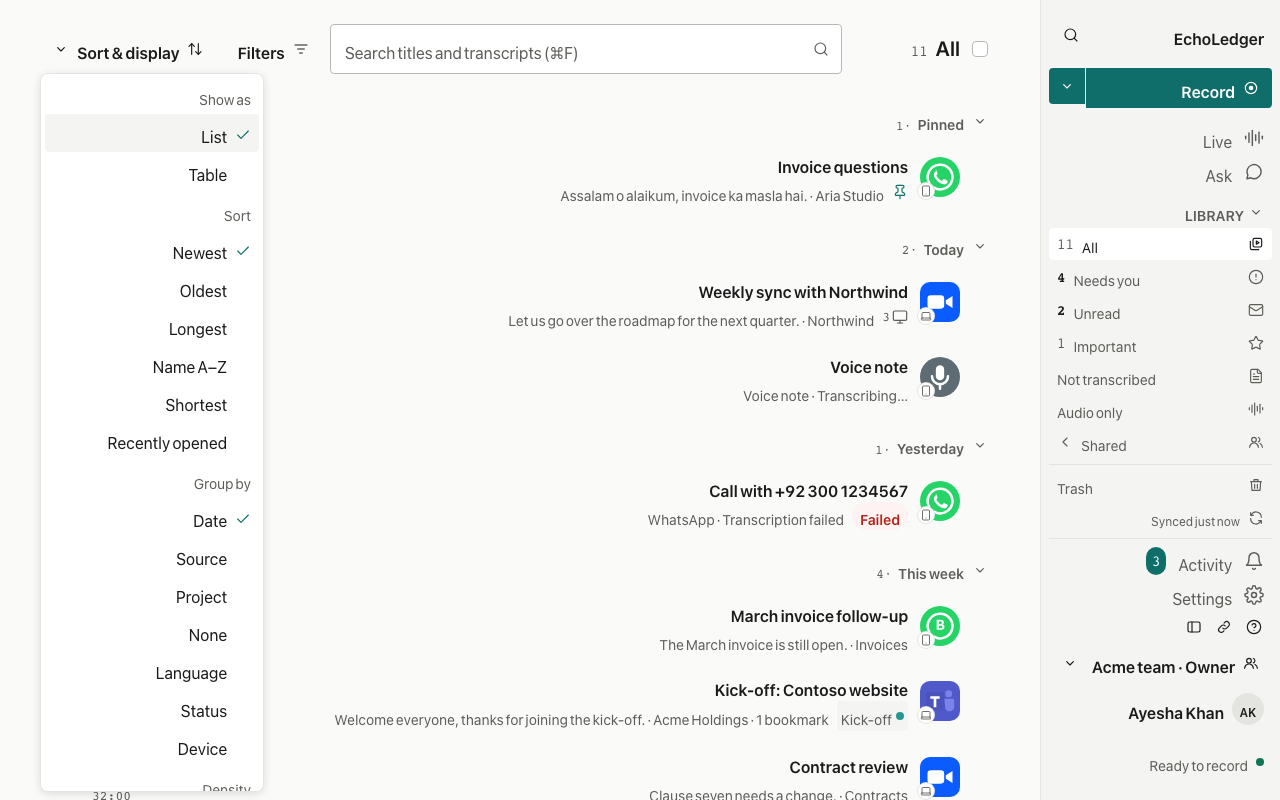 EchoLedger
Record
Live
Ask
LIBRARY
All 11
Needs you 4
Unread 2
Important 1
Not transcribed
Audio only
Shared
Trash
Synced just now
Activity 3
Settings
Acme team · Owner
AK Ayesha Khan
Ready to record
All 11
Search titles and transcripts (⌘F)
Filters
Sort & display
Pinned · 1
Invoice questions
Assalam o alaikum, invoice ka masla hai. · Aria Studio
Today · 2
Weekly sync with Northwind
Let us go over the roadmap for the next quarter. · Northwind 3
Voice note
Voice note · Transcribing...
Yesterday · 1
Call with +92 300 1234567
WhatsApp · Transcription failed Failed
This week · 4
B
March invoice follow-up
The March invoice is still open. · Invoices
T
Kick-off: Contoso website
Welcome everyone, thanks for joining the kick-off. · Acme Holdings · 1 bookmark Kick-off
Contract review
Clause seven needs a change. · Contracts
32:00
Show as
List
Table
Sort
Newest
Oldest
Longest
Name A–Z
Shortest
Recently opened
Group by
Date
Source
Project
None
Language
Status
Device
Density